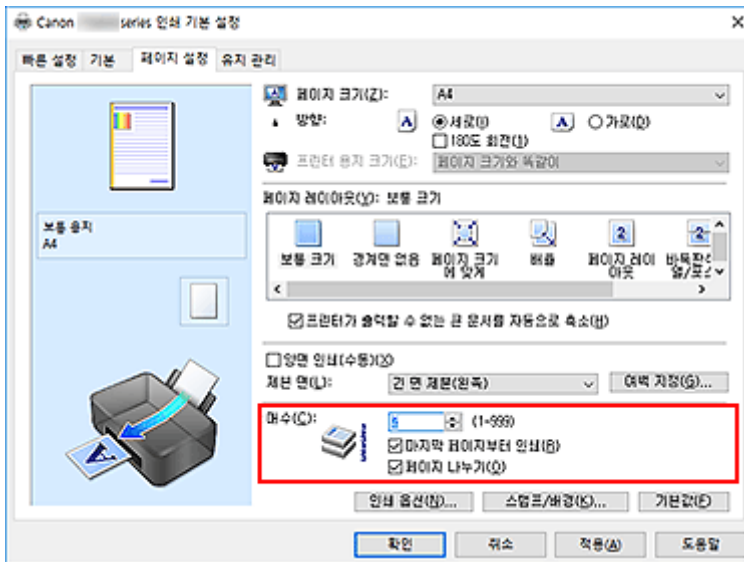 Canon series 인쇄 기본 설정
빠른 설정 기본 페이지 설정 유지 관리
보통 용지
A4
페이지 크기(Z): A4
방향: A 세로(I) A 가로(O)
180도 회전(1)
프린터 용지 크기(E): 페이지 크기와 똑같이
페이지 레이아웃(Y): 보통 크기
보통 크기 경계면 없음 페이지 크기에 맞게 배율 페이지 레이아웃
프린터가 출력할 수 없는 큰 문서를 자동으로 축소(H)
양면 인쇄(수동)(X)
제본 면(L): 긴 면 제본(왼쪽) 여백 지정(G)...
매수(C): 5 (1-999)
마지막 페이지부터 인쇄(R)
페이지 나누기(O)
인쇄 옵션(N)... 스탬프/배경(K)... 기본값(F)
확인 취소 적용(A) 도움말